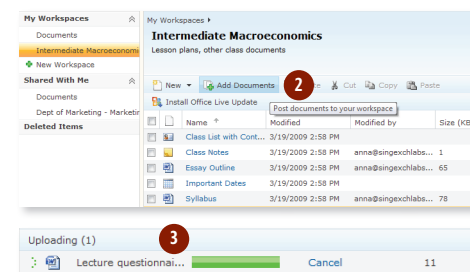 My Workspaces
Documents
Intermediate Macroeconomi
New Workspace
Shared With Me
Documents
Dept of Marketing - Marketir
Deleted Items
My Workspaces
Intermediate Macroeconomics
Lesson plans, other class documents
New Add Documents 2 Cut Copy Paste
Install Office Live Update
Post documents to your workspace
Name Modified Modified by Size (KB
Class List with Cont... 3/19/2009 2:58 PM
Class Notes 3/19/2009 2:58 PM anna@singexchlabs... 1
Essay Outline 3/19/2009 2:58 PM anna@singexchlabs... 65
Important Dates 3/19/2009 2:58 PM
Syllabus 3/19/2009 2:58 PM anna@singexchlabs... 78
Uploading (1) 3
Lecture questionnai... Cancel 11